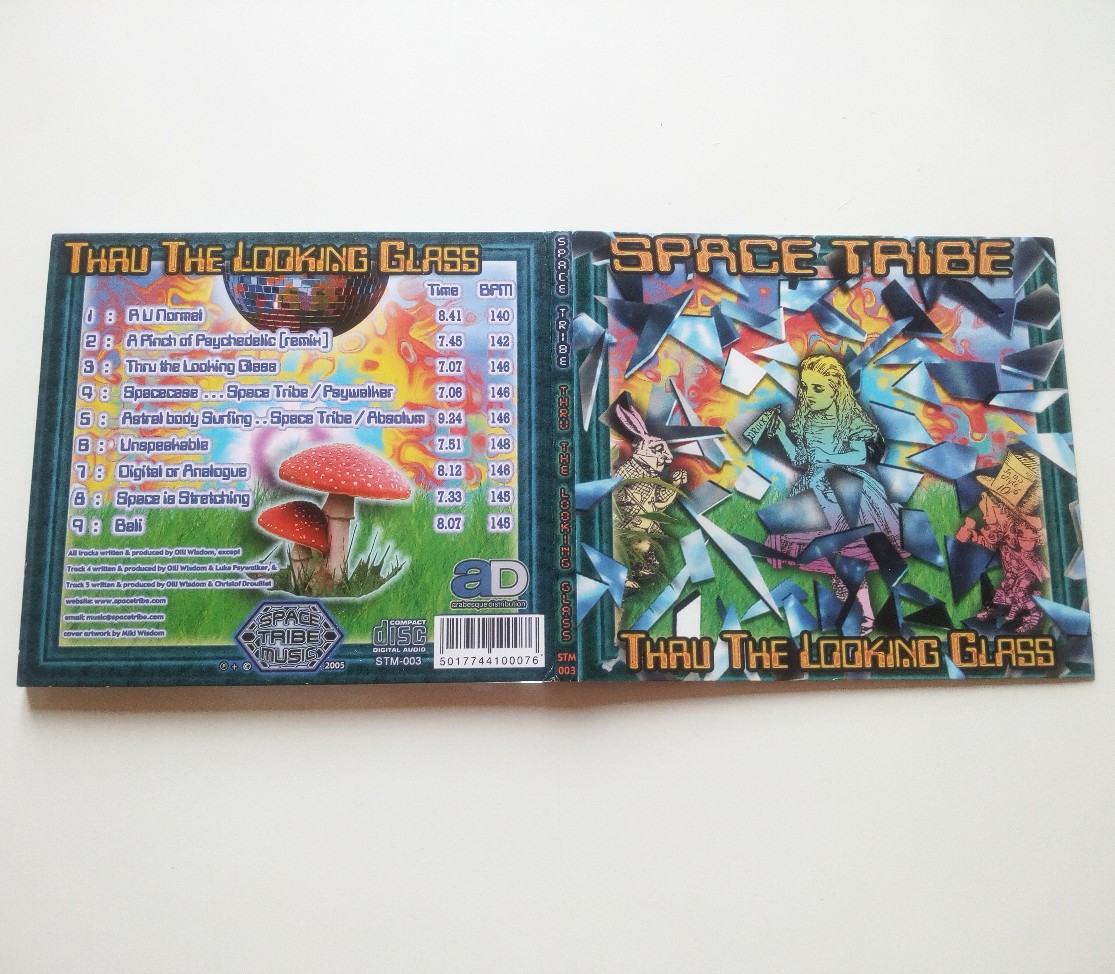 THRU THE LOOKING GLASS
Time BPM
1 : R U Normal 8.41 140
2 : A Pinch of Psychedelic (remix) 7.45 142
3 : Thru the Looking Glass 7.07 146
4 : Spacecase ... Space Tribe / Psywalker 7.06 146
5 : Astral body Surfing . . Space Tribe / Absolum 9.24 146
6 : Unspeakable 7.51 148
7 : Digital or Analogue 8.12 146
8 : Space is Stretching 7.33 145
9 : Bali 8.07 145
All tracks written & produced by Olli Wisdom, except
Track 4 written & produced by Olli Wisdom & Luke Psywalker, &
Track 5 written & produced by Olli Wisdom & Christof Drouillet
website: www.spacetribe.com
email: music@spacetribe.com
cover artwork by Miki Wisdom
℗ + © SPACE TRIBE MUSIC 2005
COMPACT disc DIGITAL AUDIO
STM-003
aD
arabesque distribution
5017744100076
SPACE TRIBE THRU THE LOOKING GLASS STM 003
SPACE TRIBE
DRINK
THRU THE LOOKING GLASS